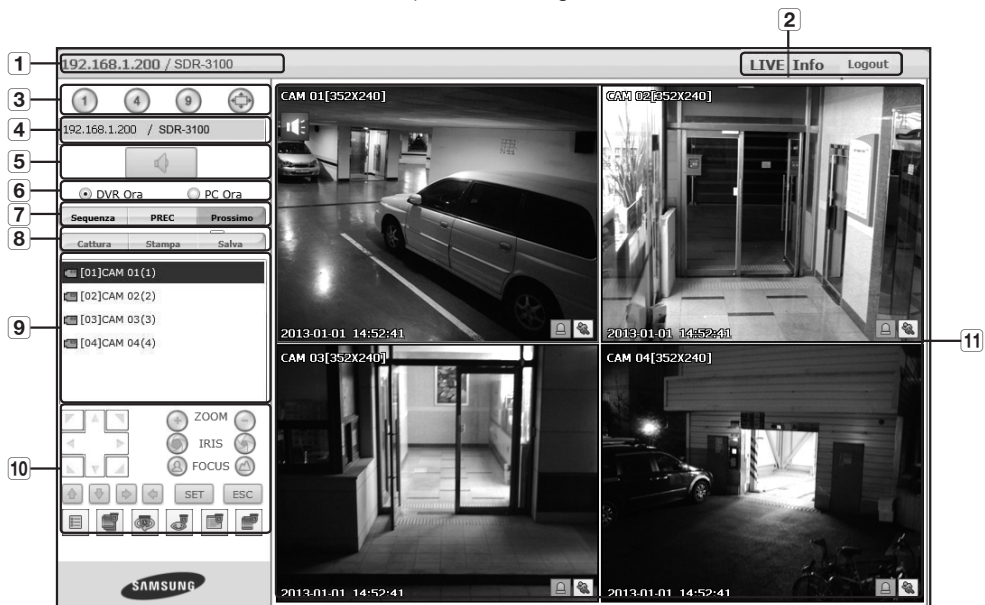 2
1
192.168.1.200 / SDR-3100
LIVE Info Logout
3
1 4 9
4
192.168.1.200 / SDR-3100
5
6
DVR Ora PC Ora
7
Sequenza PREC Prossimo
8
Cattura Stampa Salva
9
[01]CAM 01(1)
[02]CAM 02(2)
[03]CAM 03(3)
[04]CAM 04(4)
10
ZOOM
IRIS
FOCUS
SET ESC
SAMSUNG
CAM 01[352X240]
2013-01-01 14:52:41
CAM 02[352X240]
2013-01-01 14:52:41
11
CAM 03[352X240]
2013-01-01 14:52:41
CAM 04[352X240]
2013-01-01 14:52:41